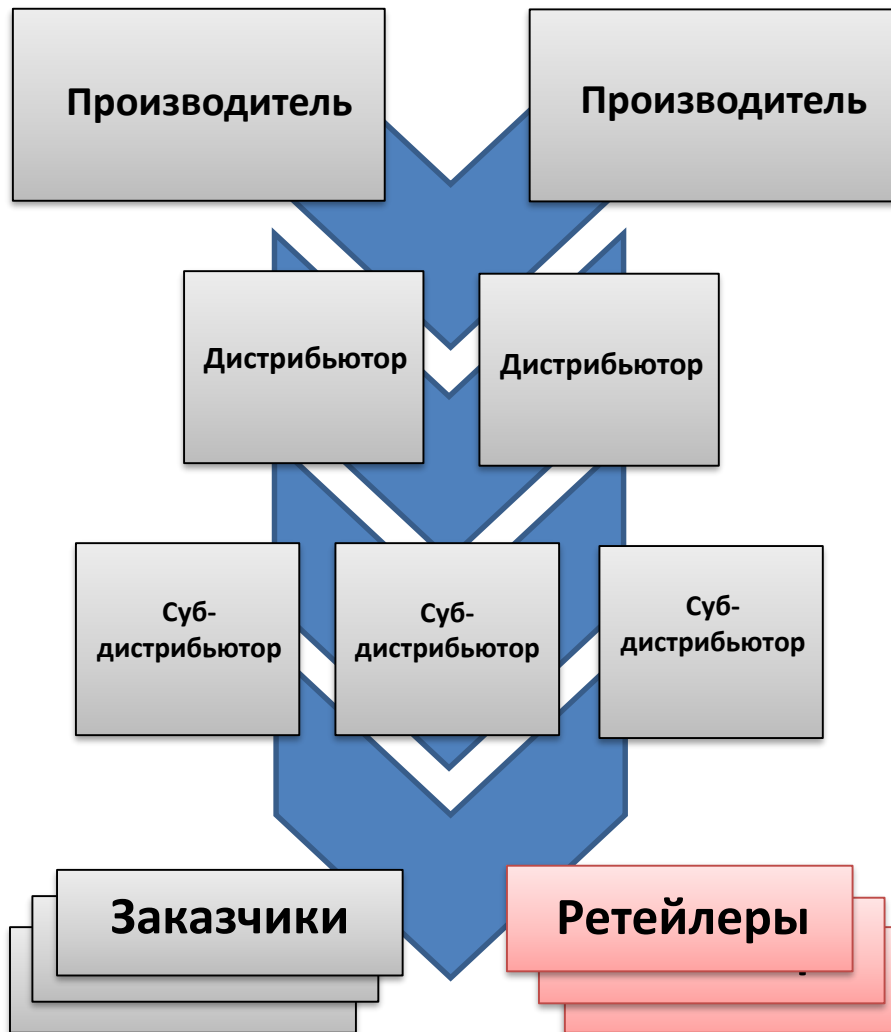 Производитель
Производитель
Дистрибьютор
Дистрибьютор
Суб-
дистрибьютор
Суб-
дистрибьютор
Суб-
дистрибьютор
Заказчики
Ретейлеры